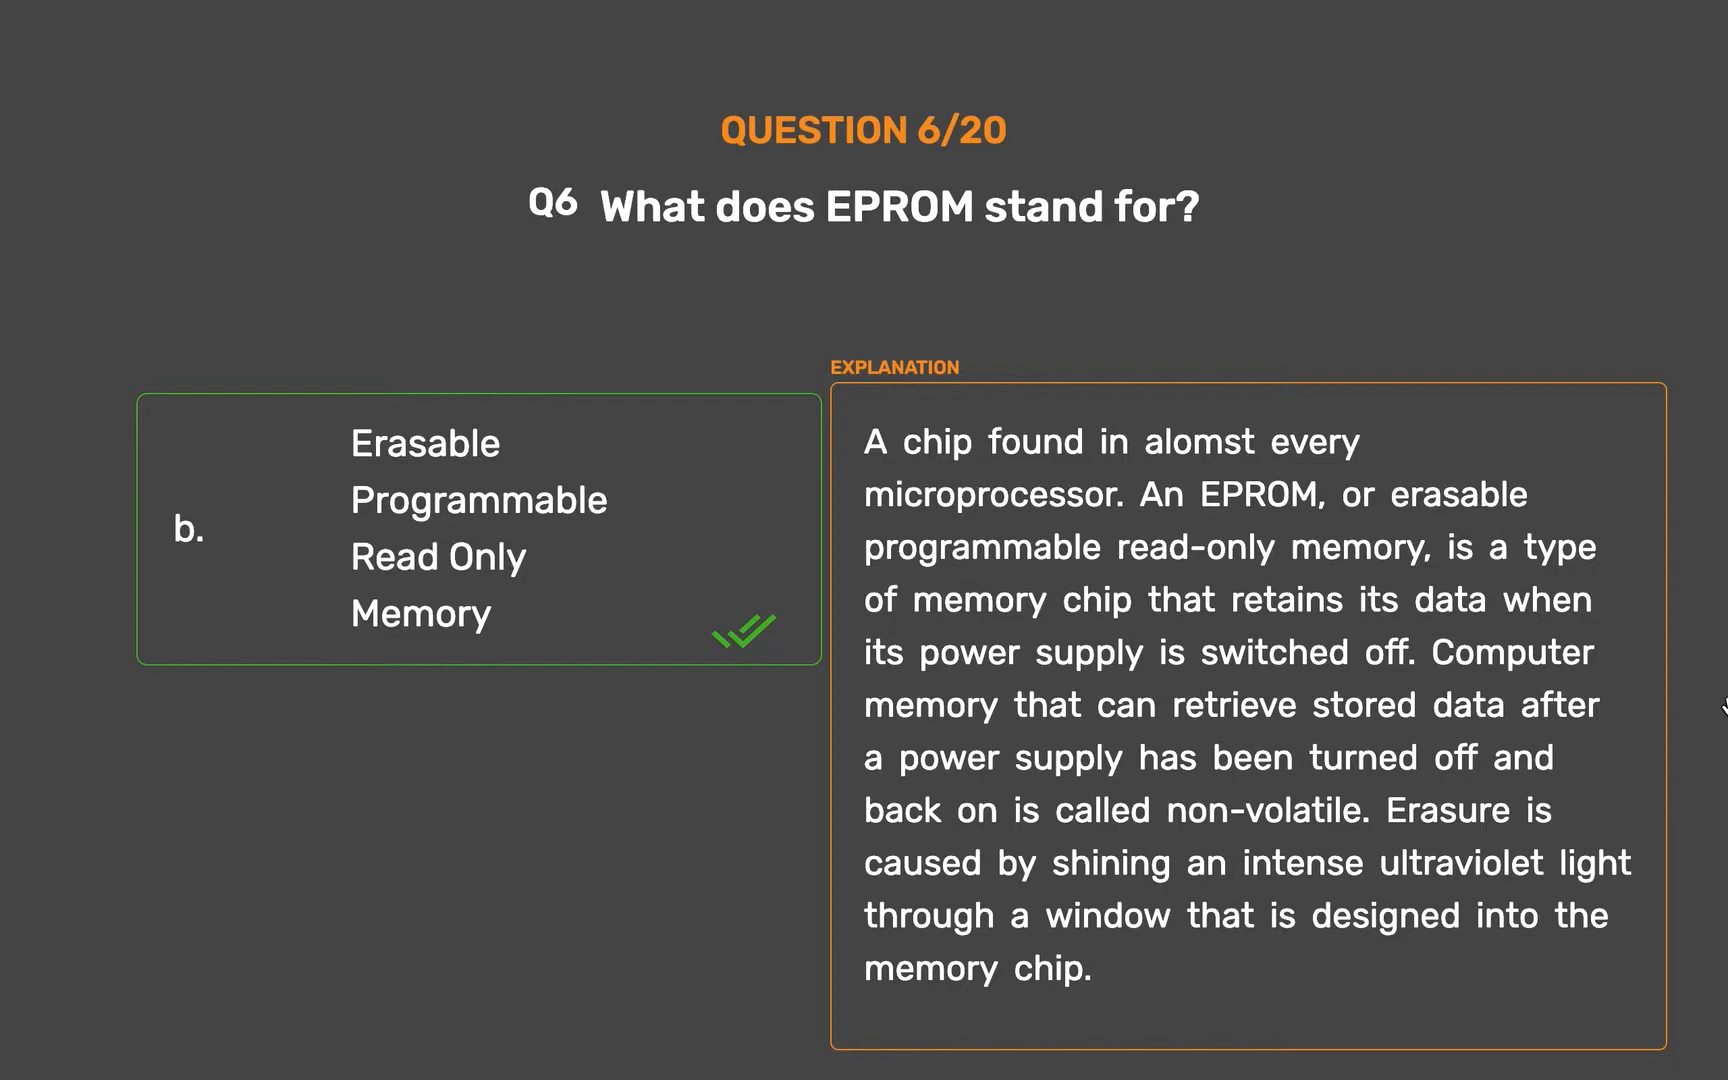 QUESTION 6/20
Q6 What does EPROM stand for?
b.
Erasable
Programmable
Read Only
Memory
EXPLANATION
A chip found in alomst every
microprocessor. An EPROM, or erasable
programmable read-only memory, is a type
of memory chip that retains its data when
its power supply is switched off. Computer
memory that can retrieve stored data after
a power supply has been turned off and
back on is called non-volatile. Erasure is
caused by shining an intense ultraviolet light
through a window that is designed into the
memory chip.